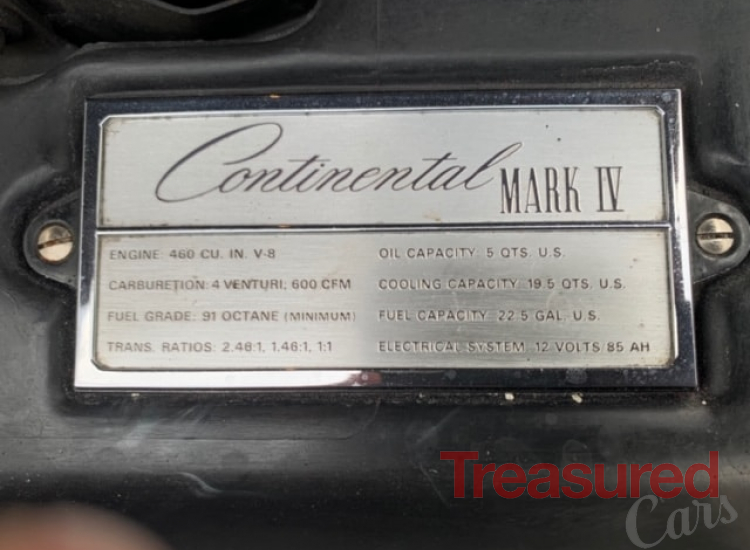 Continental MARK IV
ENGINE: 460 CU. IN. V-8
CARBURETION: 4 VENTURI; 600 CFM
FUEL GRADE: 91 OCTANE (MINIMUM)
TRANS. RATIOS: 2.46:1, 1.46:1, 1:1
OIL CAPACITY: 5 QTS. U.S.
COOLING CAPACITY: 19.5 QTS. U.S.
FUEL CAPACITY: 22.5 GAL. U.S.
ELECTRICAL SYSTEM: 12 VOLTS 85 AH
Treasured
Cars